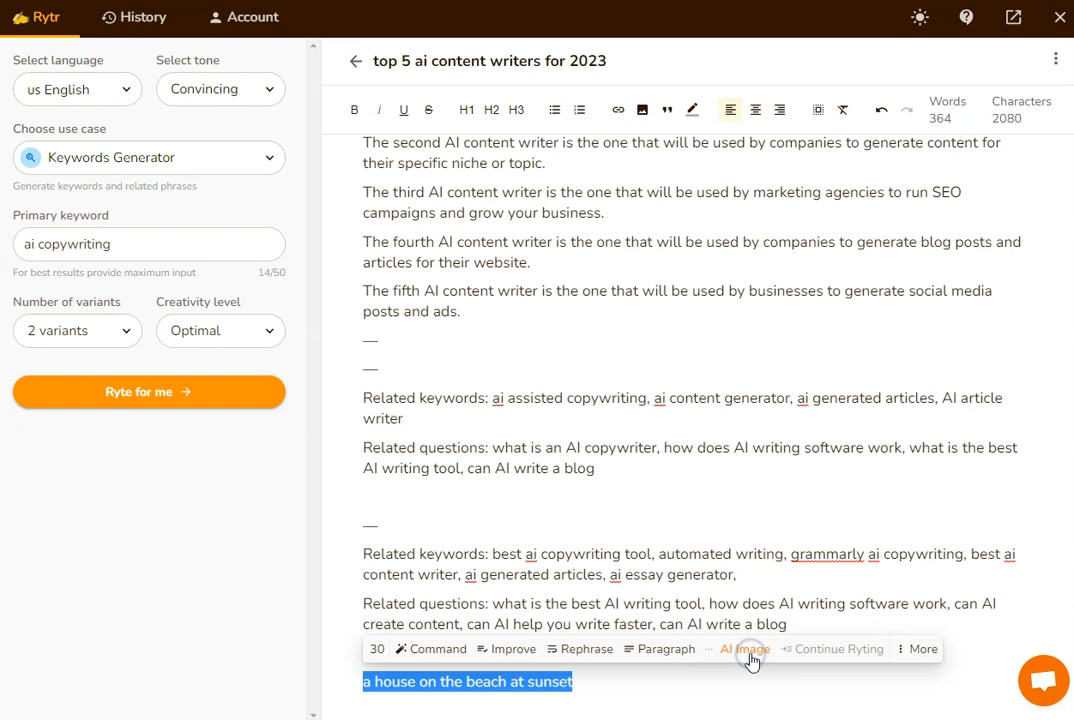 Rytr History Account
Select language Select tone
us English Convincing
Choose use case
Keywords Generator
Generate keywords and related phrases
Primary keyword
ai copywriting
For best results provide maximum input 14/50
Number of variants Creativity level
2 variants Optimal
Ryte for me →
← top 5 ai content writers for 2023
B i U S H1 H2 H3 Words Characters
364 2080
The second AI content writer is the one that will be used by companies to generate content for
their specific niche or topic.
The third AI content writer is the one that will be used by marketing agencies to run SEO
campaigns and grow your business.
The fourth AI content writer is the one that will be used by companies to generate blog posts and
articles for their website.
The fifth AI content writer is the one that will be used by businesses to generate social media
posts and ads.
—
—
Related keywords: ai assisted copywriting, ai content generator, ai generated articles, AI article
writer
Related questions: what is an AI copywriter, how does AI writing software work, what is the best
AI writing tool, can AI write a blog
—
Related keywords: best ai copywriting tool, automated writing, grammarly ai copywriting, best ai
content writer, ai generated articles, ai essay generator,
Related questions: what is the best AI writing tool, how does AI writing software work, can AI
create content, can AI help you write faster, can AI write a blog
30 Command Improve Rephrase Paragraph ··· AI Image Continue Ryting More
a house on the beach at sunset